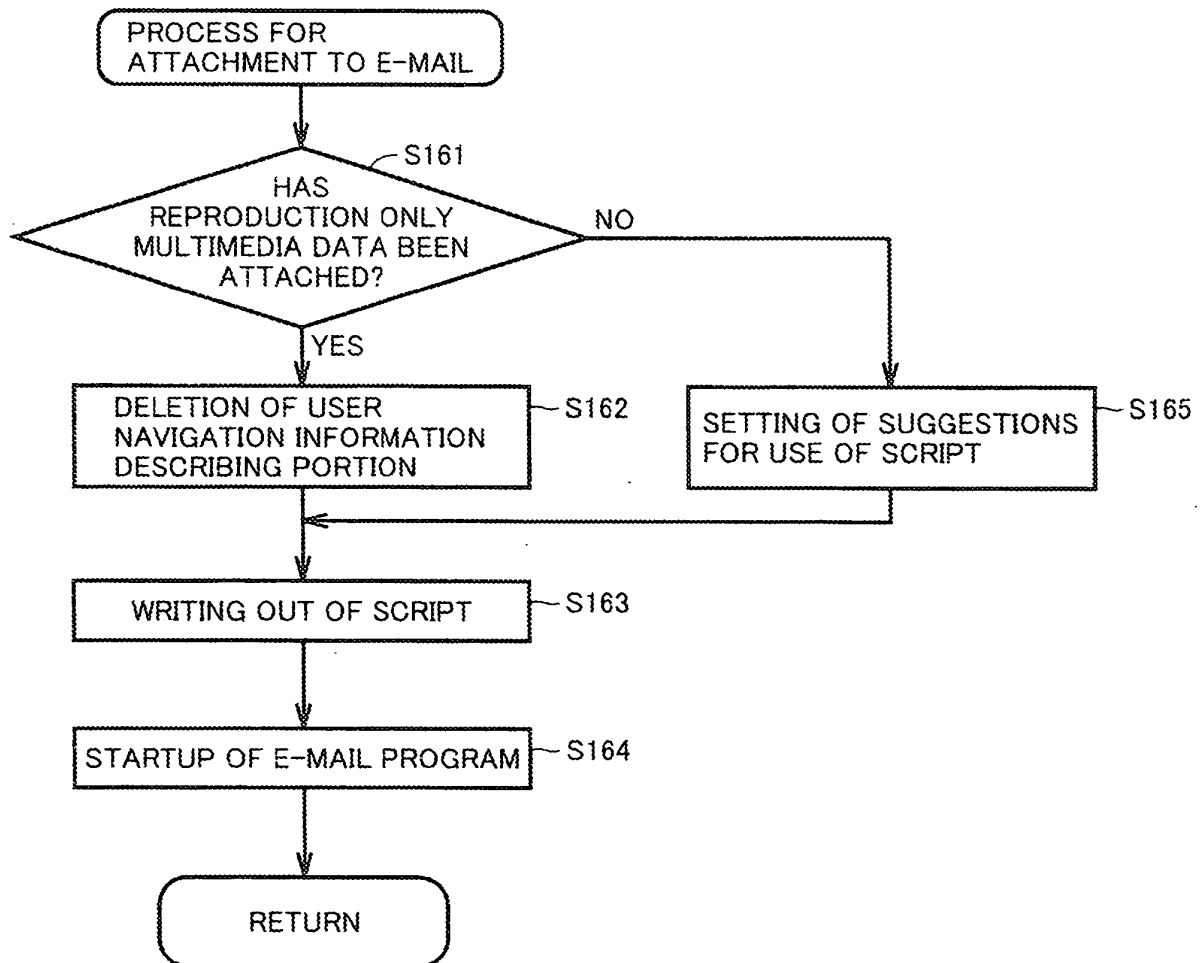 PROCESS FOR
ATTACHMENT TO E-MAIL
S161
HAS
REPRODUCTION ONLY
MULTIMEDIA DATA BEEN
ATTACHED?
NO
YES
DELETION OF USER
NAVIGATION INFORMATION
DESCRIBING PORTION
S162
SETTING OF SUGGESTIONS
FOR USE OF SCRIPT
S165
WRITING OUT OF SCRIPT
S163
STARTUP OF E-MAIL PROGRAM
S164
RETURN